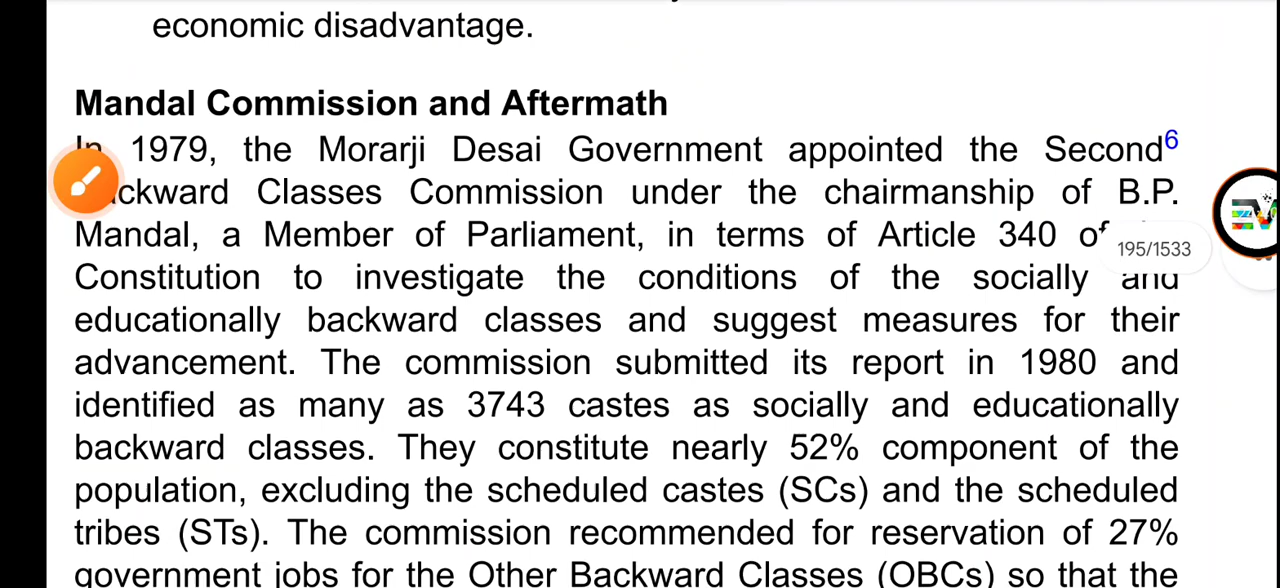 economic disadvantage.
Mandal Commission and Aftermath
In 1979, the Morarji Desai Government appointed the Second6
Classes Commission under the chairmanship of B.P.
Mandal, a Member of Parliament, in terms of Article 340
Constitution to investigate the conditions of the socially and
educationally backward classes and suggest measures for their
advancement. The commission submitted its report in 1980 and
identified as many as 3743 castes as socially and educationally
backward classes. They constitute nearly 52% component of the
population, excluding the scheduled castes (SCs) and the scheduled
tribes (STs). The commission recommended for reservation of 27%
government jobs for the Other Backward Classes (OBCs) so that the
195/1533
EV